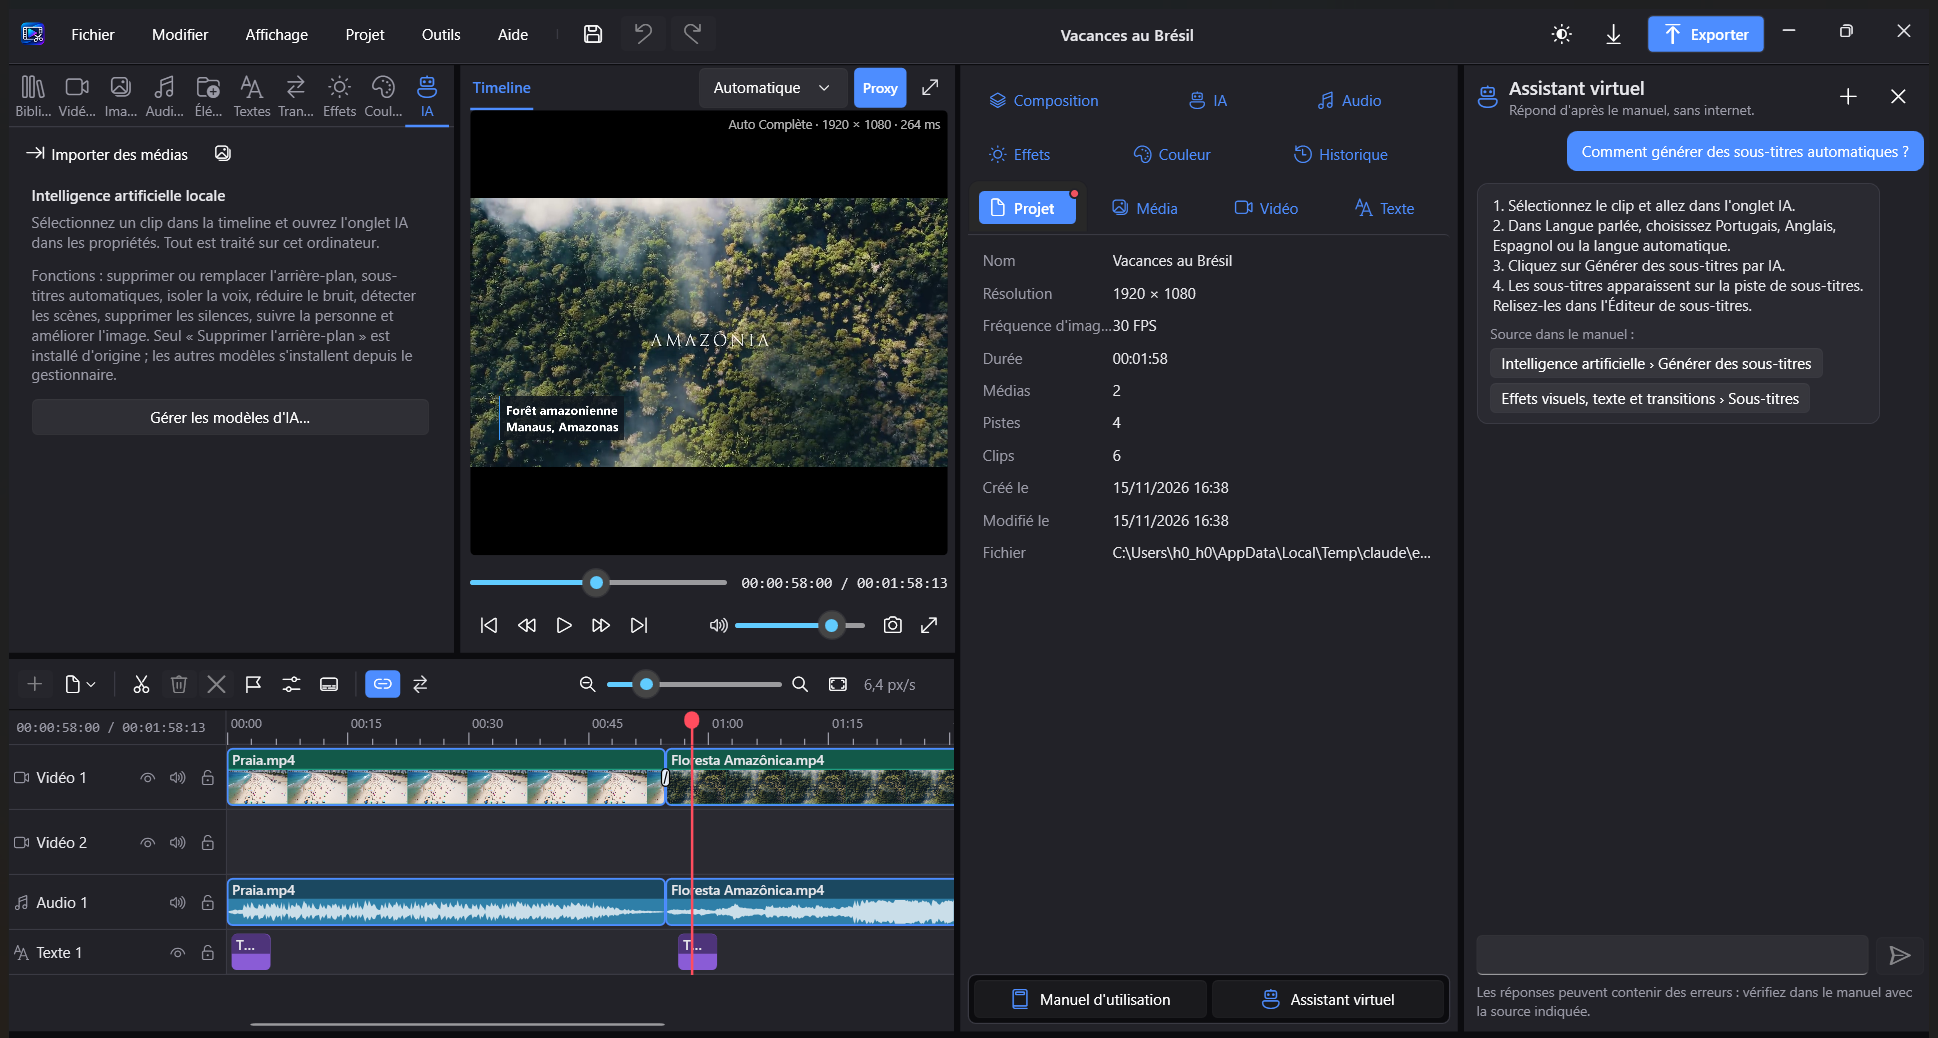 Fichier
Modifier
Affichage
Projet
Outils
Aide
Vacances au Brésil
Exporter
Bibli...
Vidé...
Ima...
Audi...
Élé...
Textes
Tran...
Effets
Coul...
IA
Importer des médias
Intelligence artificielle locale
Sélectionnez un clip dans la timeline et ouvrez l'onglet IA
dans les propriétés. Tout est traité sur cet ordinateur.
Fonctions : supprimer ou remplacer l'arrière-plan, sous-
titres automatiques, isoler la voix, réduire le bruit, détecter
les scènes, supprimer les silences, suivre la personne et
améliorer l'image. Seul « Supprimer l'arrière-plan » est
installé d'origine ; les autres modèles s'installent depuis le
gestionnaire.
Gérer les modèles d'IA...
Timeline
Automatique
Proxy
Auto Complète · 1920 × 1080 · 264 ms
AMAZÔNIA
Forêt amazonienne
Manaus, Amazonas
00:00:58:00 / 00:01:58:13
Composition
IA
Audio
Effets
Couleur
Historique
Projet
Média
Vidéo
Texte
Nom Vacances au Brésil
Résolution 1920 × 1080
Fréquence d'imag... 30 FPS
Durée 00:01:58
Médias 2
Pistes 4
Clips 6
Créé le 15/11/2026 16:38
Modifié le 15/11/2026 16:38
Fichier C:\Users\h0_h0\AppData\Local\Temp\claude\e...
Manuel d'utilisation
Assistant virtuel
Assistant virtuel
Répond d'après le manuel, sans internet.
Comment générer des sous-titres automatiques ?
1. Sélectionnez le clip et allez dans l'onglet IA.
2. Dans Langue parlée, choisissez Portugais, Anglais,
Espagnol ou la langue automatique.
3. Cliquez sur Générer des sous-titres par IA.
4. Les sous-titres apparaissent sur la piste de sous-titres.
Relisez-les dans l'Éditeur de sous-titres.
Source dans le manuel :
Intelligence artificielle › Générer des sous-titres
Effets visuels, texte et transitions › Sous-titres
Les réponses peuvent contenir des erreurs : vérifiez dans le manuel avec
la source indiquée.
6,4 px/s
00:00:58:00 / 00:01:58:13
00:00
00:15
00:30
00:45
01:00
01:15
Vidéo 1
Praia.mp4
Floresta Amazônica.mp4
Vidéo 2
Audio 1
Praia.mp4
Floresta Amazônica.mp4
Texte 1
T...
T...